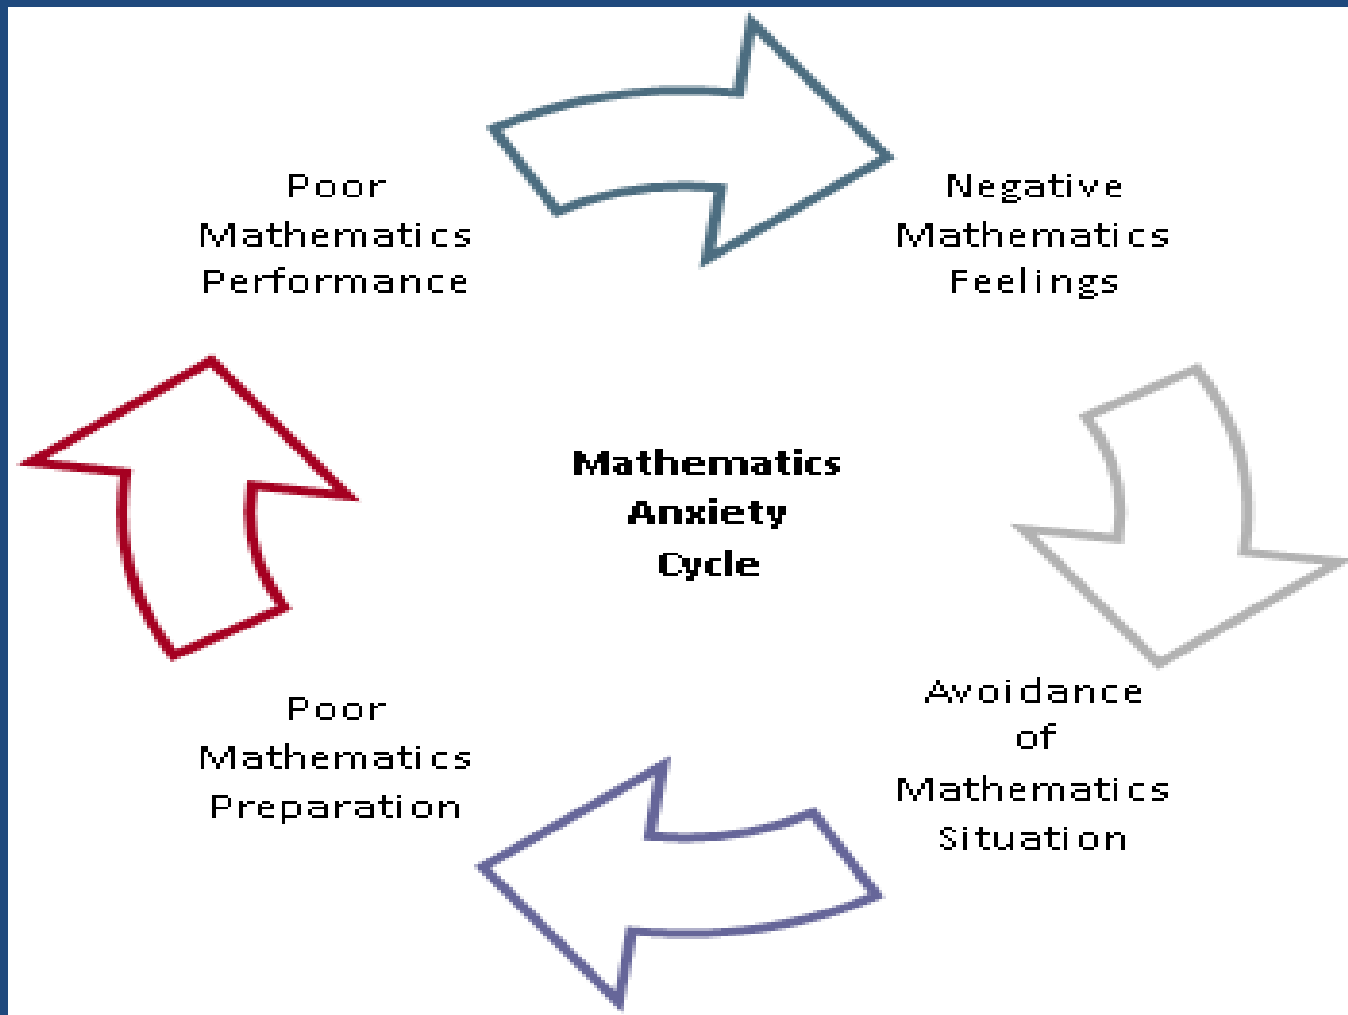 Poor
Mathematics
Performance
Negative
Mathematics
Feelings
Mathematics
Anxiety
Cycle
Poor
Mathematics
Preparation
Avoidance
of
Mathematics
Situation